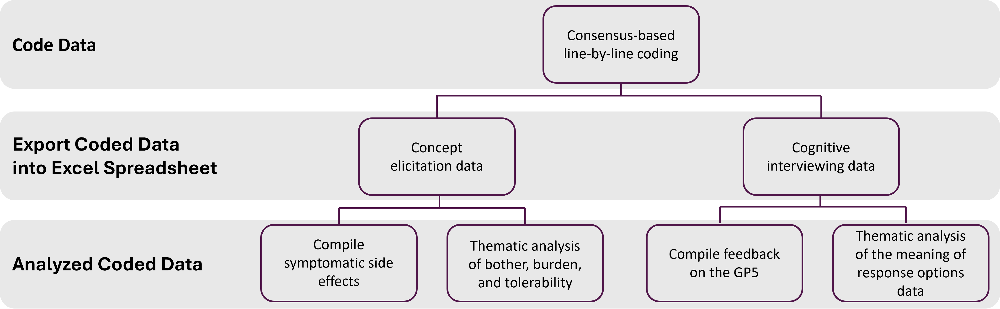 Code Data
Consensus-based
line-by-line coding
Export Coded Data
into Excel Spreadsheet
Concept
elicitation data
Cognitive
interviewing data
Analyzed Coded Data
Compile
symptomatic side
effects
Thematic analysis
of bother, burden,
and tolerability
Compile feedback
on the GP5
Thematic analysis
of the meaning of
response options
data